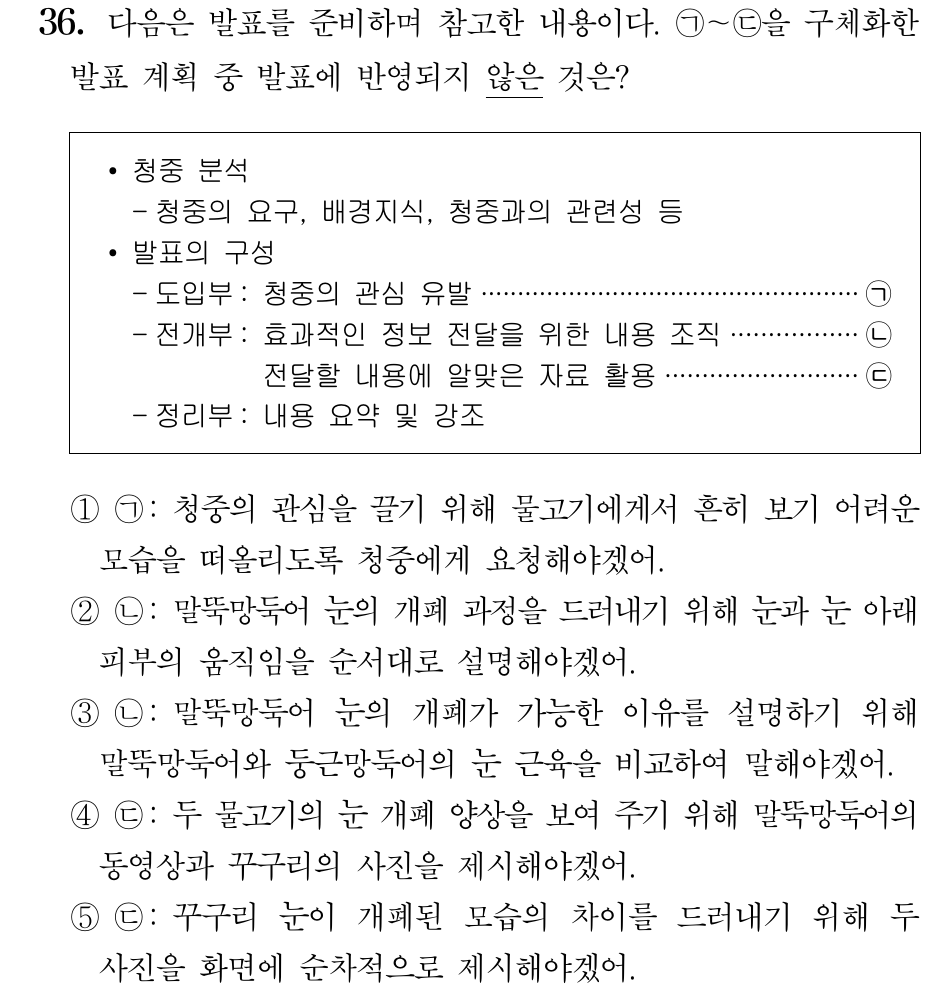 36. 다음은 발표를 준비하며 참고한 내용이다. ㉠~㉢을 구체화한
발표 계획 중 발표에 반영되지 않은 것은?
• 청중 분석
– 청중의 요구, 배경지식, 청중과의 관련성 등
• 발표의 구성
– 도입부 : 청중의 관심 유발 ························ ㉠
– 전개부 : 효과적인 정보 전달을 위한 내용 조직 ················ ㉡
전달할 내용에 알맞은 자료 활용 ························ ㉢
– 정리부 : 내용 요약 및 강조
① ㉠ : 청중의 관심을 끌기 위해 물고기에게서 흔히 보기 어려운
모습을 떠올리도록 청중에게 요청해야겠어.
② ㉡ : 말뚝망둑어 눈의 개폐 과정을 드러내기 위해 눈과 눈 아래
피부의 움직임을 순서대로 설명해야겠어.
③ ㉡ : 말뚝망둑어 눈의 개폐가 가능한 이유를 설명하기 위해
말뚝망둑어와 둥근망둑어의 눈 근육을 비교하여 말해야겠어.
④ ㉢ : 두 물고기의 눈 개폐 양상을 보여 주기 위해 말뚝망둑어의
동영상과 꾸구리의 사진을 제시해야겠어.
⑤ ㉢ : 꾸구리 눈이 개폐된 모습의 차이를 드러내기 위해 두
사진을 화면에 순차적으로 제시해야겠어.